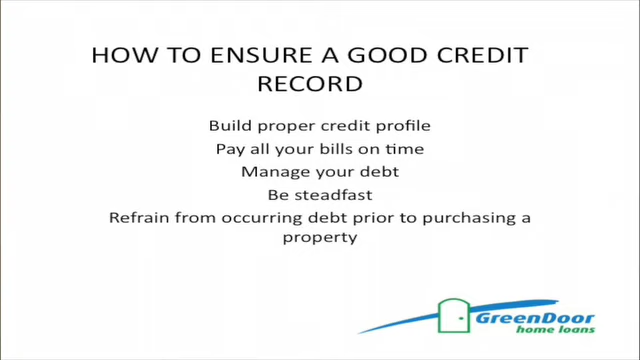 HOW TO ENSURE A GOOD CREDIT
RECORD
Build proper credit profile
Pay all your bills on time
Manage your debt
Be steadfast
Refrain from occurring debt prior to purchasing a
property
GreenDoor
home loans